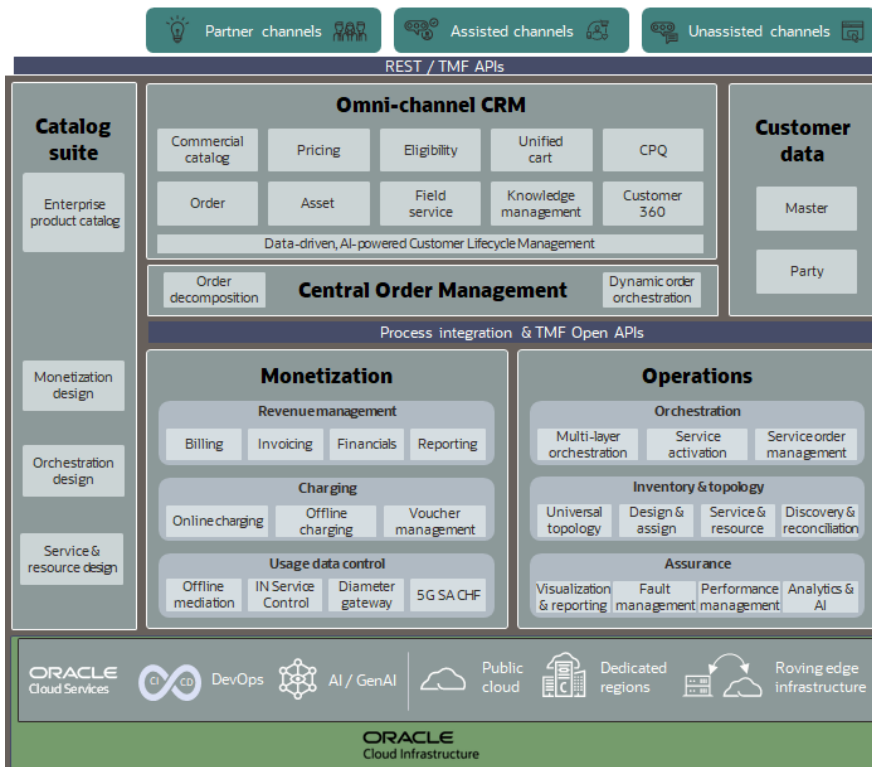 Partner channels
Assisted channels
Unassisted channels
REST / TMF APIs
Catalog
suite
Enterprise
product catalog
Monetization
design
Orchestration
design
Service &
resource design
Omni-channel CRM
Commercial
catalog
Pricing
Eligibility
Unified
cart
CPQ
Order
Asset
Field
service
Knowledge
management
Customer
360
Data-driven, AI-powered Customer Lifecycle Management
Customer
data
Master
Party
Order
decomposition
Central Order Management
Dynamic order
orchestration
Process integration & TMF Open APIs
Monetization
Revenue management
Billing
Invoicing
Financials
Reporting
Charging
Online charging
Offline
charging
Voucher
management
Usage data control
Offline
mediation
IN Service
Control
Diameter
gateway
5G SA CHF
Operations
Orchestration
Multi-layer
orchestration
Service
activation
Service order
management
Inventory & topology
Universal
topology
Design &
assign
Service &
resource
Discovery &
reconciliation
Assurance
Visualization
& reporting
Fault
management
Performance
management
Analytics &
AI
ORACLE
Cloud Services
CI
CD
DevOps
AI / GenAI
Public
cloud
C
Dedicated
regions
Roving edge
infrastructure
ORACLE
Cloud Infrastructure